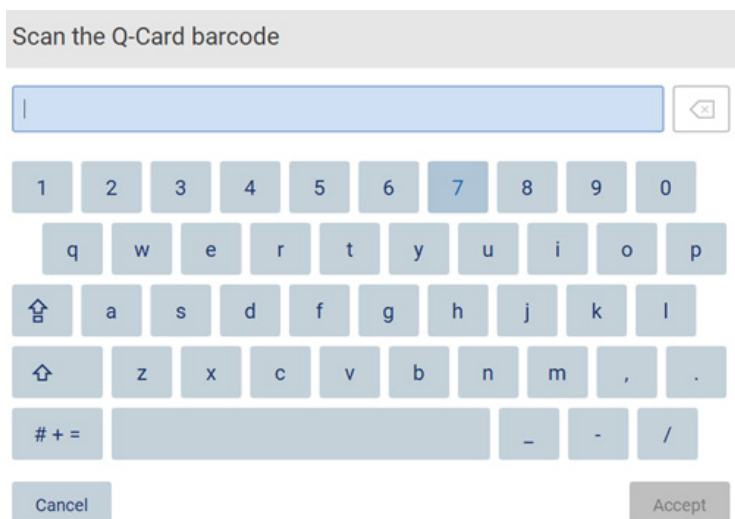 Scan the Q-Card barcode
1 2 3 4 5 6 7 8 9 0
q w e r t y u i o p
a s d f g h j k l
z x c v b n m , .
# + = _ - /
Cancel Accept